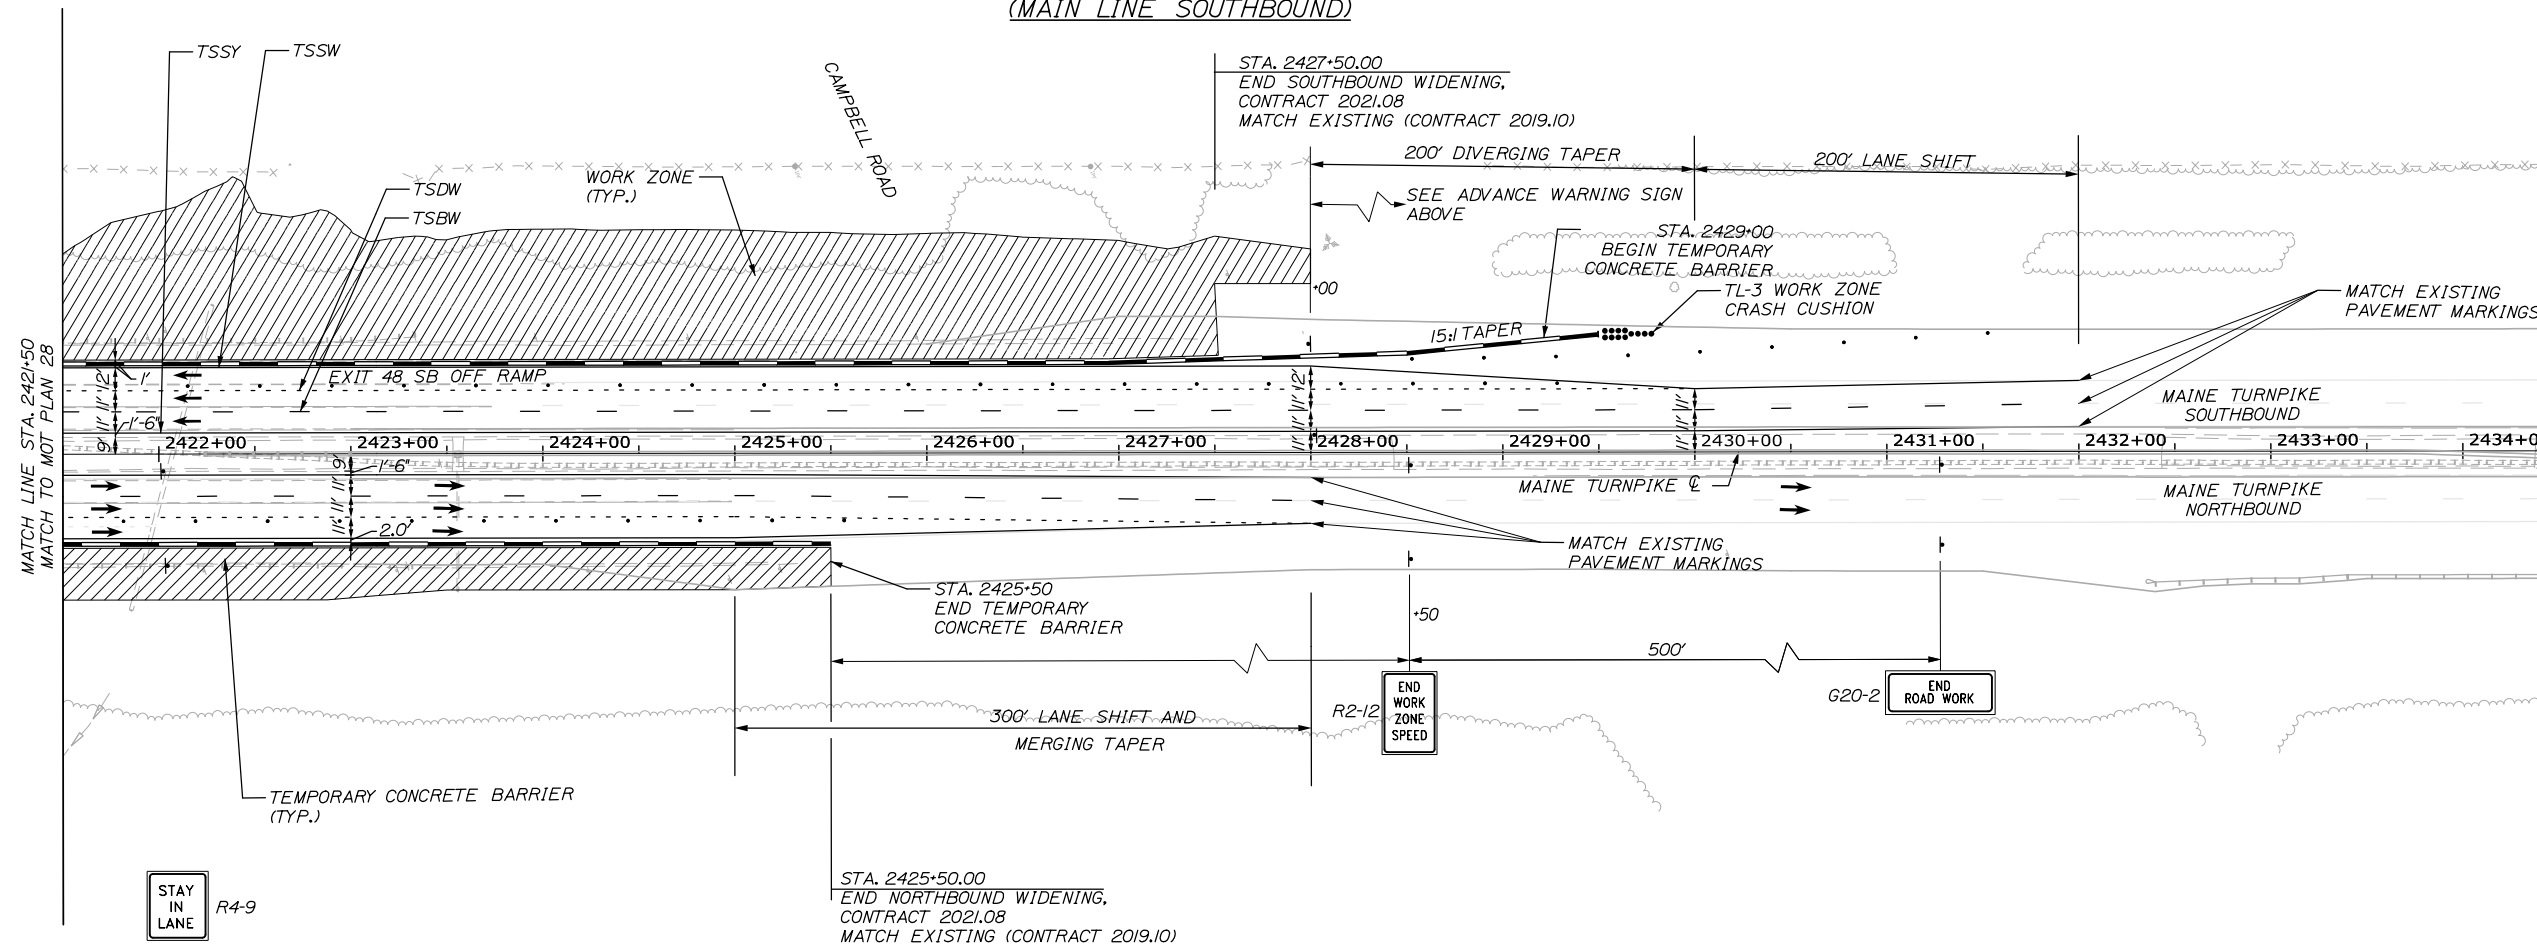 (MAIN LINE SOUTHBOUND)
TSSY
TSSW
CAMPBELL ROAD
STA. 2427+50.00
END SOUTHBOUND WIDENING,
CONTRACT 2021.08
MATCH EXISTING (CONTRACT 2019.10)
200' DIVERGING TAPER
200' LANE SHIFT
WORK ZONE
(TYP.)
TSDW
TSBW
SEE ADVANCE WARNING SIGN
ABOVE
STA. 2429+00
BEGIN TEMPORARY
CONCRETE BARRIER
TL-3 WORK ZONE
CRASH CUSHION
+00
15:1 TAPER
MATCH EXISTING
PAVEMENT MARKINGS
MATCH LINE STA. 2421+50
MATCH TO MOT PLAN 28
1'
EXIT 48 SB OFF RAMP
9' 11' 11' 12'
1'-6"
11' 11' 11' 12'
11' 11' 11'
MAINE TURNPIKE
SOUTHBOUND
2422+00
2423+00
2424+00
2425+00
2426+00
2427+00
2428+00
2429+00
2430+00
2431+00
2432+00
2433+00
2434+0
9'
1'-6"
11' 11' 11'
2.0'
MAINE TURNPIKE ℄
MAINE TURNPIKE
NORTHBOUND
MATCH EXISTING
PAVEMENT MARKINGS
STA. 2425+50
END TEMPORARY
CONCRETE BARRIER
+50
500'
END
WORK
ZONE
SPEED
R2-12
G20-2
END
ROAD WORK
300' LANE SHIFT AND
MERGING TAPER
TEMPORARY CONCRETE BARRIER
(TYP.)
STAY
IN
LANE
R4-9
STA. 2425+50.00
END NORTHBOUND WIDENING,
CONTRACT 2021.08
MATCH EXISTING (CONTRACT 2019.10)